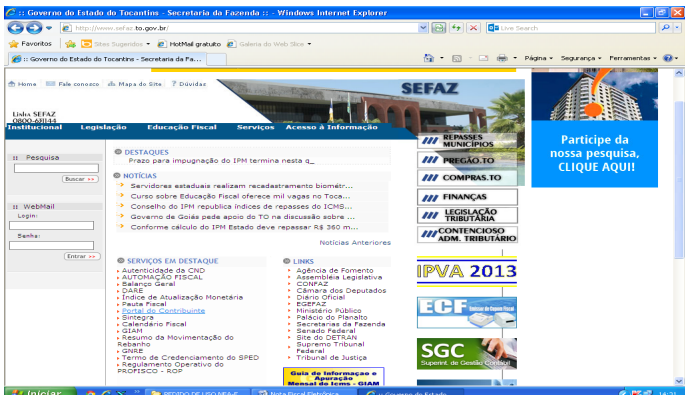 :: Governo do Estado do Tocantins - Secretaria da Fazenda :: - Windows Internet Explorer
http://www.sefaz.to.gov.br/
Live Search
Favoritos
Sites Sugeridos
HotMail gratuito
Galeria do Web Slice
:: Governo do Estado do Tocantins - Secretaria da Fa...
Página
Segurança
Ferramentas
Home
Fale conosco
Mapa do Site
? Dúvidas
SEFAZ
Linha SEFAZ
0800-631144
Institucional
Legislação
Educação Fiscal
Serviços
Acesso à Informação
:: Pesquisa
Buscar >>
:: WebMail
Login:
Senha:
Entrar >>
DESTAQUES
Prazo para impugnação do IPM termina nesta q_
NOTÍCIAS
Servidores estaduais realizam recadastramento biométr...
Curso sobre Educação Fiscal oferece mil vagas no Toca...
Conselho do IPM republica índices de repasses do ICMS...
Governo de Goiás pede apoio do TO na discussão sobre ...
Conforme cálculo do IPM Estado deve repassar R$ 360 m...
Notícias Anteriores
SERVIÇOS EM DESTAQUE
Autenticidade da CND
AUTOMAÇÃO FISCAL
Balanço Geral
DARE
Índice de Atualização Monetária
Pauta Fiscal
Portal do Contribuinte
Sintegra
Calendário Fiscal
GIAM
Resumo da Movimentação do
Rebanho
GNRE
Termo de Credenciamento do SPED
Regulamento Operativo do
PROFISCO - ROP
LINKS
Agência de Fomento
Assembléia Legislativa
CONFAZ
Câmara dos Deputados
Diário Oficial
EGEFAZ
Ministério Público
Palácio do Planalto
Secretarias da Fazenda
Senado Federal
Site do DETRAN
Supremo Tribunal
Federal
Tribunal de Justiça
Guia de Informaçao e
Apuração
Mensal do Icms - GIAM
REPASSES
MUNICÍPIOS
PREGÃO.TO
COMPRAS.TO
FINANÇAS
LEGISLAÇÃO
TRIBUTÁRIA
CONTENCIOSO
ADM. TRIBUTÁRIO
IPVA 2013
ECF
Emissor de Cupom Fiscal
SGC
Superint. de Gestão Contábil
Participe da
nossa pesquisa,
CLIQUE AQUI!
Iniciar
PEDIDO DE USO NFA-E
Nota Fiscal Eletrônica
:: Governo do Estado
14:21